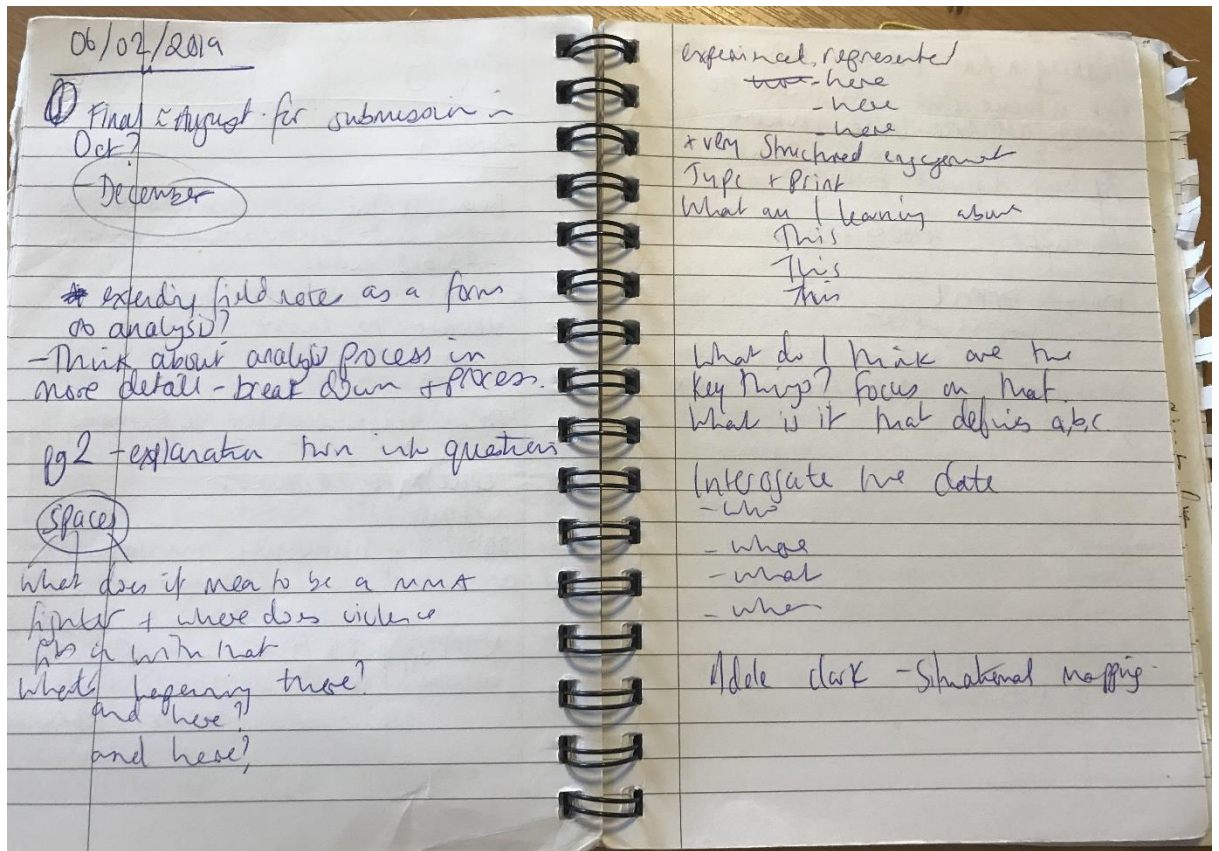 06/02/2019
① Final ≈ August for submission in
Oct?
- December
* extending field notes as a form
of analysis?
- Think about analysis process in
more detail - break down + process.
pg 2 - explanation turn into questions
Spaces
What does it mean to be a MMA
fighter + where does violence
fits in with that
What's happening there?
and here?
and here?
experienced, represented
- here
- here
- here
+ very structured engagement
Type + Print
What am I learning about
This
This
This
What do I think are the
key things? Focus on that.
What is it that defines a,b,c.
Interogate the data
- who
- where
- what
- when
Adele Clark - Situational mapping.